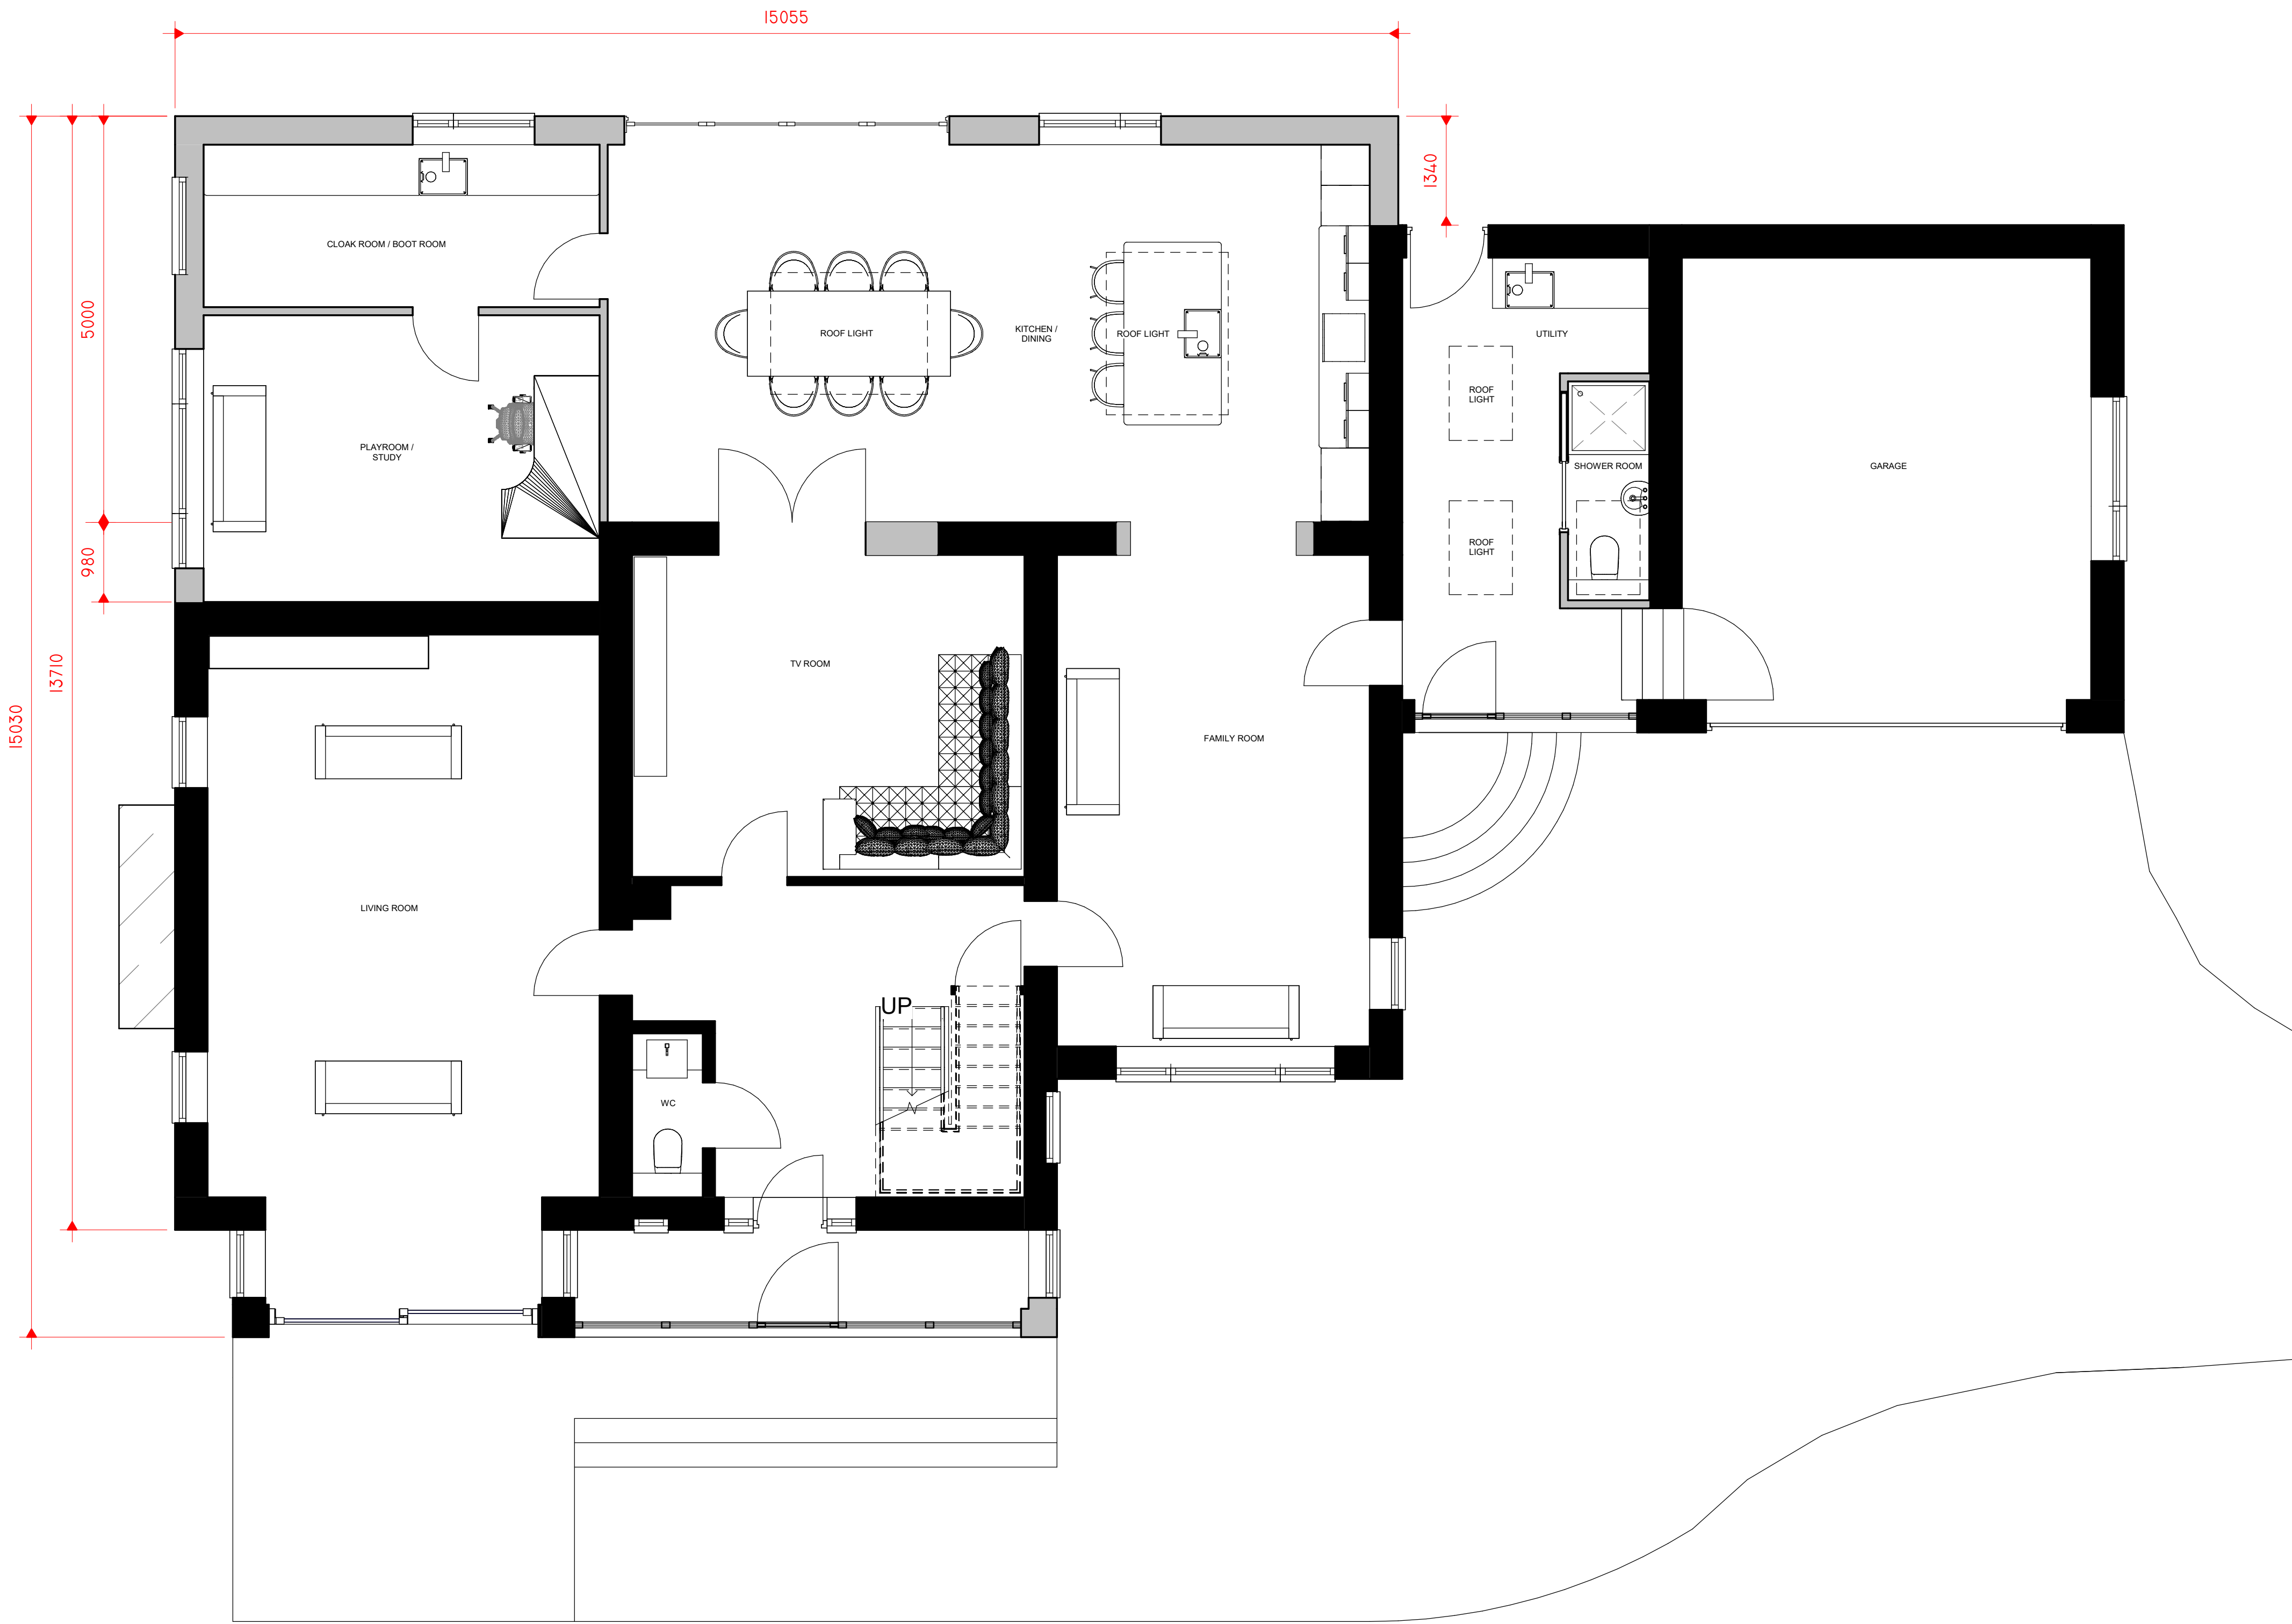 15055
1340
5000
980
13710
15030
CLOAK ROOM / BOOT ROOM
ROOF LIGHT
KITCHEN /
DINING
ROOF LIGHT
UTILITY
ROOF
LIGHT
PLAYROOM /
STUDY
SHOWER ROOM
GARAGE
ROOF
LIGHT
TV ROOM
FAMILY ROOM
LIVING ROOM
UP
WC